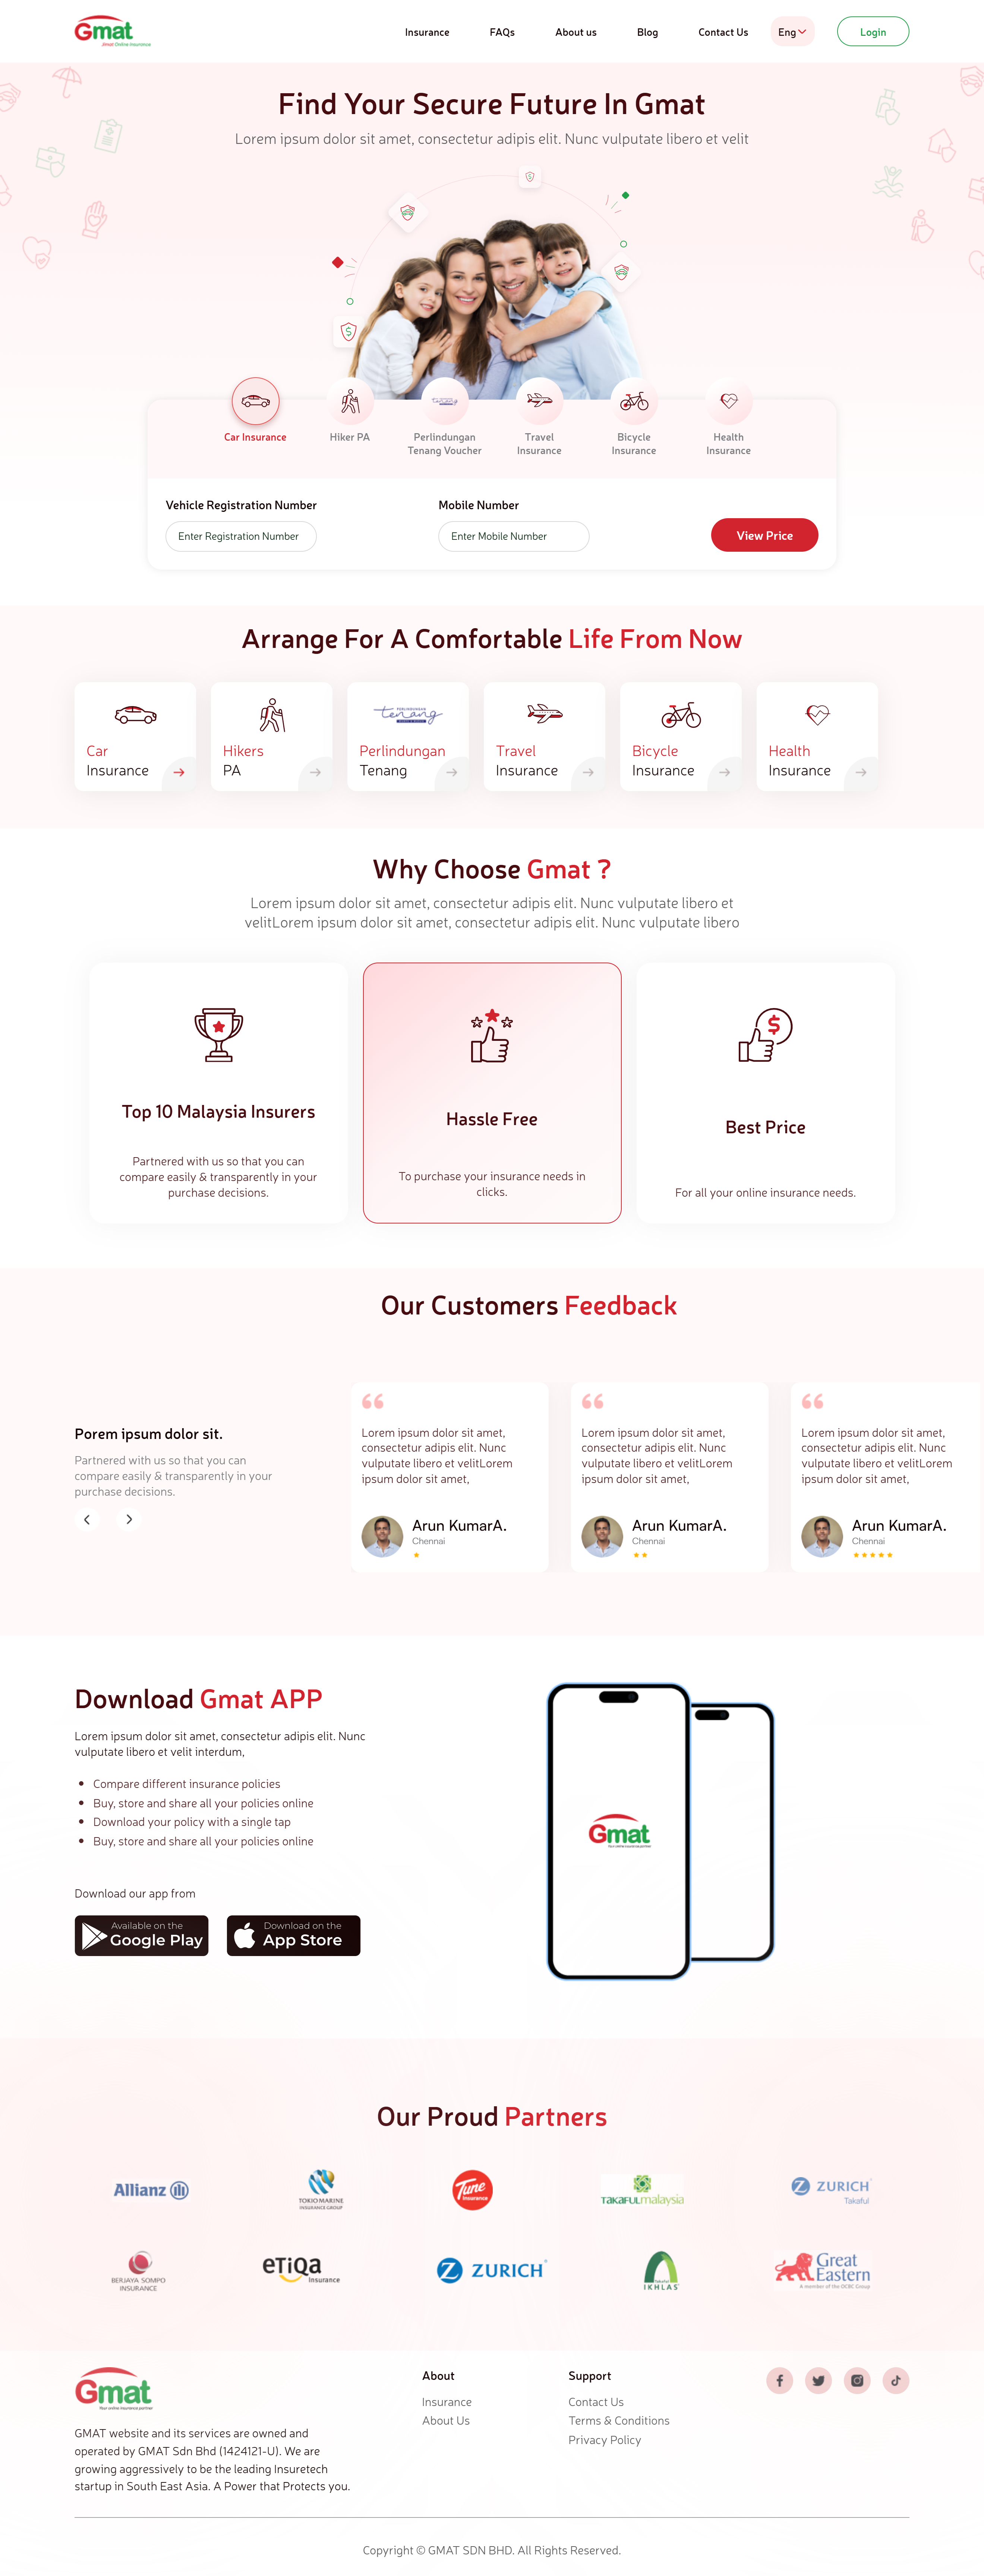 Gmat
Gmat Online Insurance
Insurance
FAQs
About us
Blog
Contact Us
Eng
Login
Find Your Secure Future In Gmat
Lorem ipsum dolor sit amet, consectetur adipis elit. Nunc vulputate libero et velit
Car Insurance
Hiker PA
Perlindungan
Tenang Voucher
Travel
Insurance
Bicycle
Insurance
Health
Insurance
Vehicle Registration Number
Enter Registration Number
Mobile Number
Enter Mobile Number
View Price
Arrange For A Comfortable Life From Now
Car
Insurance
Hikers
PA
PERLINDUNGAN
tenang
Perlindungan
Tenang
Travel
Insurance
Bicycle
Insurance
Health
Insurance
Why Choose Gmat ?
Lorem ipsum dolor sit amet, consectetur adipis elit. Nunc vulputate libero et
velitLorem ipsum dolor sit amet, consectetur adipis elit. Nunc vulputate libero
Top 10 Malaysia Insurers
Partnered with us so that you can
compare easily & transparently in your
purchase decisions.
Hassle Free
To purchase your insurance needs in
clicks.
Best Price
For all your online insurance needs.
Our Customers Feedback
Porem ipsum dolor sit.
Partnered with us so that you can
compare easily & transparently in your
purchase decisions.
Lorem ipsum dolor sit amet,
consectetur adipis elit. Nunc
vulputate libero et velitLorem
ipsum dolor sit amet,
Arun KumarA.
Chennai
Lorem ipsum dolor sit amet,
consectetur adipis elit. Nunc
vulputate libero et velitLorem
ipsum dolor sit amet,
Arun KumarA.
Chennai
Lorem ipsum dolor sit amet,
consectetur adipis elit. Nunc
vulputate libero et velitLorem
ipsum dolor sit amet,
Arun KumarA.
Chennai
Download Gmat APP
Lorem ipsum dolor sit amet, consectetur adipis elit. Nunc
vulputate libero et velit interdum,
Compare different insurance policies
Buy, store and share all your policies online
Download your policy with a single tap
Buy, store and share all your policies online
Download our app from
Available on the
Google Play
Download on the
App Store
Gmat
Your online insurance partner
Our Proud Partners
Allianz
TOKIO MARINE
INSURANCE GROUP
Tune
Insurance
TAKAFULmalaysia
ZURICH
Takaful
BERJAYA SOMPO
INSURANCE
eTiQa
Insurance
ZURICH
Takaful
IKHLAS
Great
Eastern
A member of the OCBC Group
Gmat
Your online insurance partner
GMAT website and its services are owned and
operated by GMAT Sdn Bhd (1424121-U). We are
growing aggressively to be the leading Insuretech
startup in South East Asia. A Power that Protects you.
About
Insurance
About Us
Support
Contact Us
Terms & Conditions
Privacy Policy
Copyright © GMAT SDN BHD. All Rights Reserved.